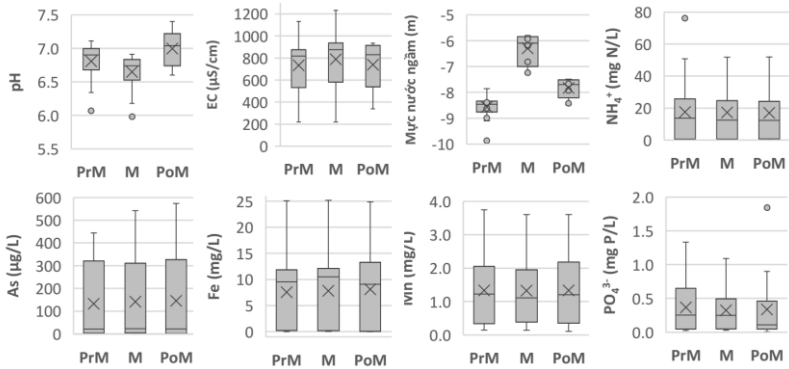 pH
7.5
7.0
6.5
6.0
5.5
PrM M PoM
EC (µS/cm)
1200
1000
800
600
400
200
0
PrM M PoM
Mực nước ngầm (m)
-5
-6
-7
-8
-9
-10
PrM M PoM
NH₄⁺ (mg N/L)
80
60
40
20
0
PrM M PoM
As (µg/L)
600
500
400
300
200
100
0
PrM M PoM
Fe (mg/L)
25
20
15
10
5
0
PrM M PoM
Mn (mg/L)
4.0
3.0
2.0
1.0
0.0
PrM M PoM
PO₄³⁻ (mg P/L)
2.0
1.5
1.0
0.5
0.0
PrM M PoM